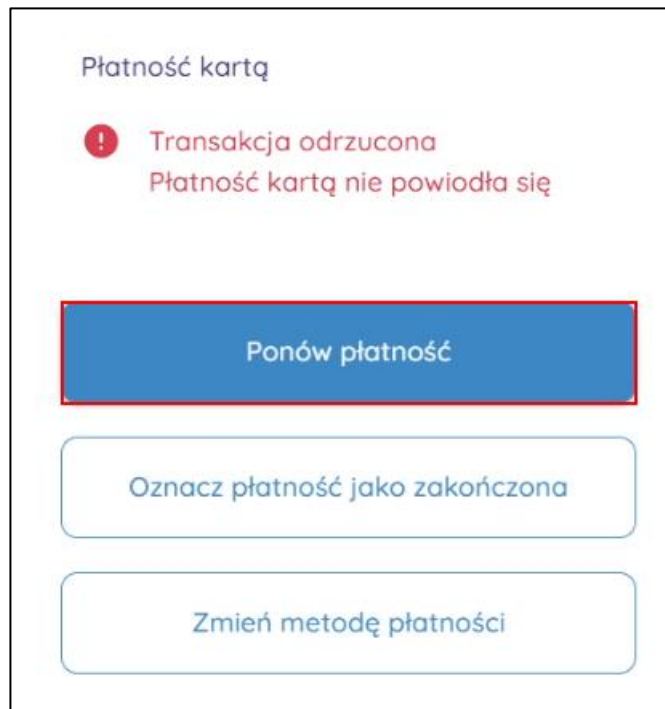 Płatność kartą
Transakcja odrzucona
Płatność kartą nie powiodła się
Ponów płatność
Oznacz płatność jako zakończona
Zmień metodę płatności